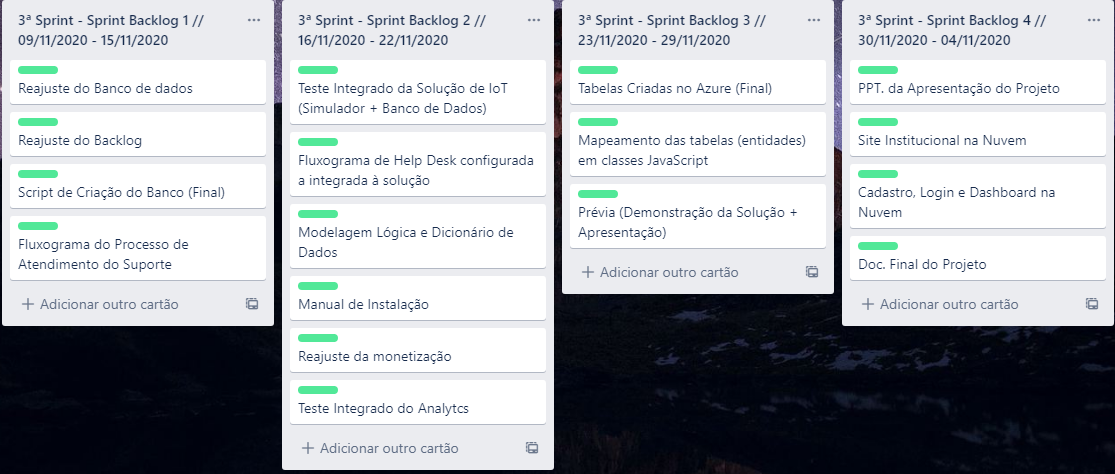 3ª Sprint - Sprint Backlog 1 //
09/11/2020 - 15/11/2020
Reajuste do Banco de dados
Reajuste do Backlog
Script de Criação do Banco (Final)
Fluxograma do Processo de
Atendimento do Suporte
Adicionar outro cartão
3ª Sprint - Sprint Backlog 2 //
16/11/2020 - 22/11/2020
Teste Integrado da Solução de IoT
(Simulador + Banco de Dados)
Fluxograma de Help Desk configurada
a integrada à solução
Modelagem Lógica e Dicionário de
Dados
Manual de Instalação
Reajuste da monetização
Teste Integrado do Analytcs
Adicionar outro cartão
3ª Sprint - Sprint Backlog 3 //
23/11/2020 - 29/11/2020
Tabelas Criadas no Azure (Final)
Mapeamento das tabelas (entidades)
em classes JavaScript
Prévia (Demonstração da Solução +
Apresentação)
Adicionar outro cartão
3ª Sprint - Sprint Backlog 4 //
30/11/2020 - 04/11/2020
PPT. da Apresentação do Projeto
Site Institucional na Nuvem
Cadastro, Login e Dashboard na
Nuvem
Doc. Final do Projeto
Adicionar outro cartão